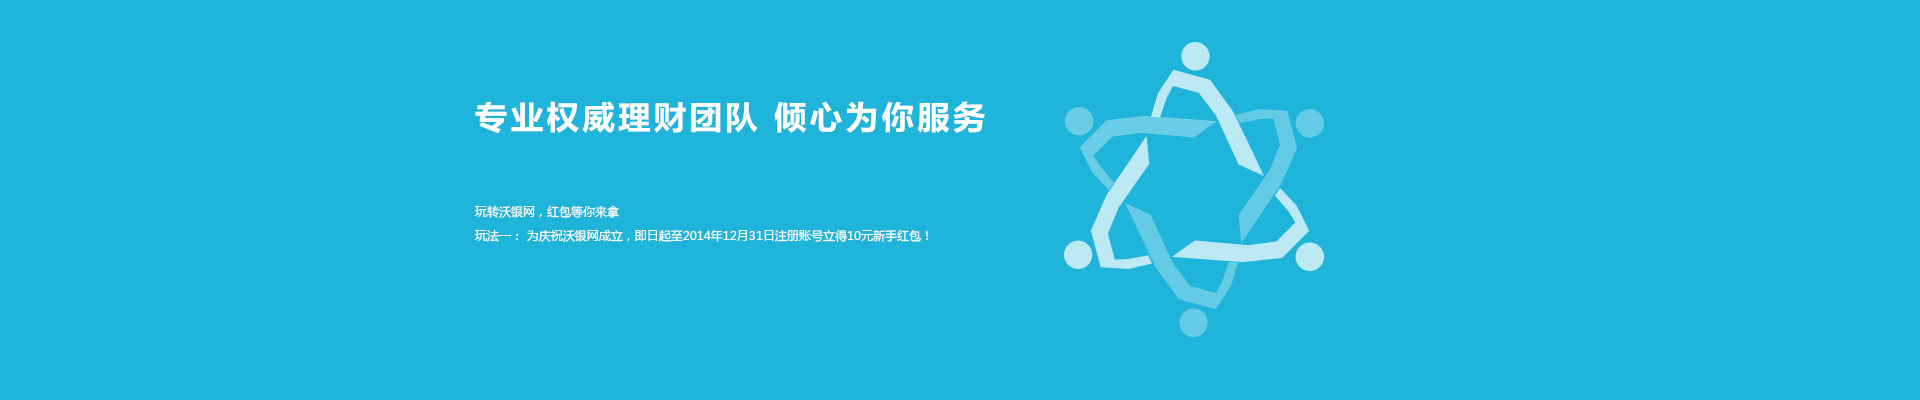 专业权威理财团队 倾心为你服务
玩转沃银网，红包等你来拿
玩法一： 为庆祝沃银网成立，即日起至2014年12月31日注册账号立得10元新手红包！